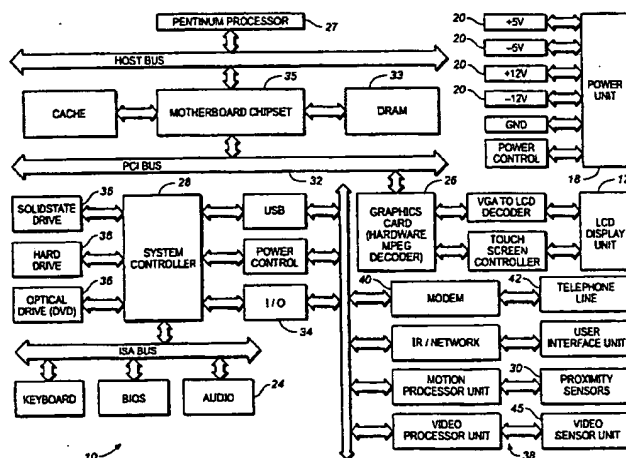 PENTINUM PROCESSOR
27
HOST BUS
35
33
CACHE
MOTHERBOARD CHIPSET
DRAM
PCI BUS
32
20
+5V
20
-5V
20
+12V
20
-12V
GND
POWER CONTROL
POWER UNIT
18
36
SOLIDSTATE DRIVE
36
HARD DRIVE
36
OPTICAL DRIVE (DVD)
28
SYSTEM CONTROLLER
USB
POWER CONTROL
I / O
34
ISA BUS
KEYBOARD
BIOS
AUDIO
24
10
26
GRAPHICS CARD (HARDWARE MPEG DECODER)
VGA TO LCD DECODER
TOUCH SCREEN CONTROLLER
LCD DISPLAY UNIT
40
MODEM
42
TELEPHONE LINE
IR / NETWORK
USER INTERFACE UNIT
MOTION PROCESSOR UNIT
30
PROXIMITY SENSORS
VIDEO PROCESSOR UNIT
45
VIDEO SENSOR UNIT
38